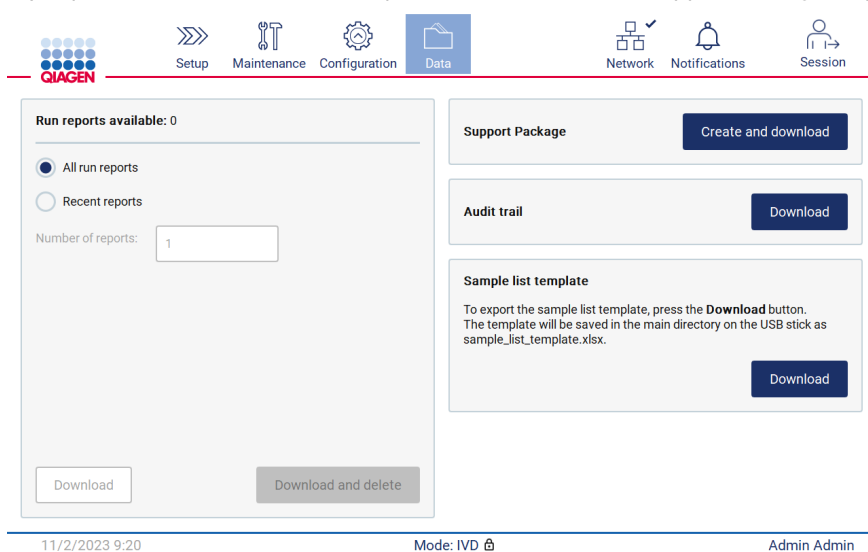 QIAGEN
Setup
Maintenance
Configuration
Data
Network
Notifications
Session
Run reports available: 0
All run reports
Recent reports
Number of reports:
1
Download
Download and delete
Support Package
Create and download
Audit trail
Download
Sample list template
To export the sample list template, press the Download button.
The template will be saved in the main directory on the USB stick as
sample_list_template.xlsx.
Download
11/2/2023 9:20
Mode: IVD
Admin Admin